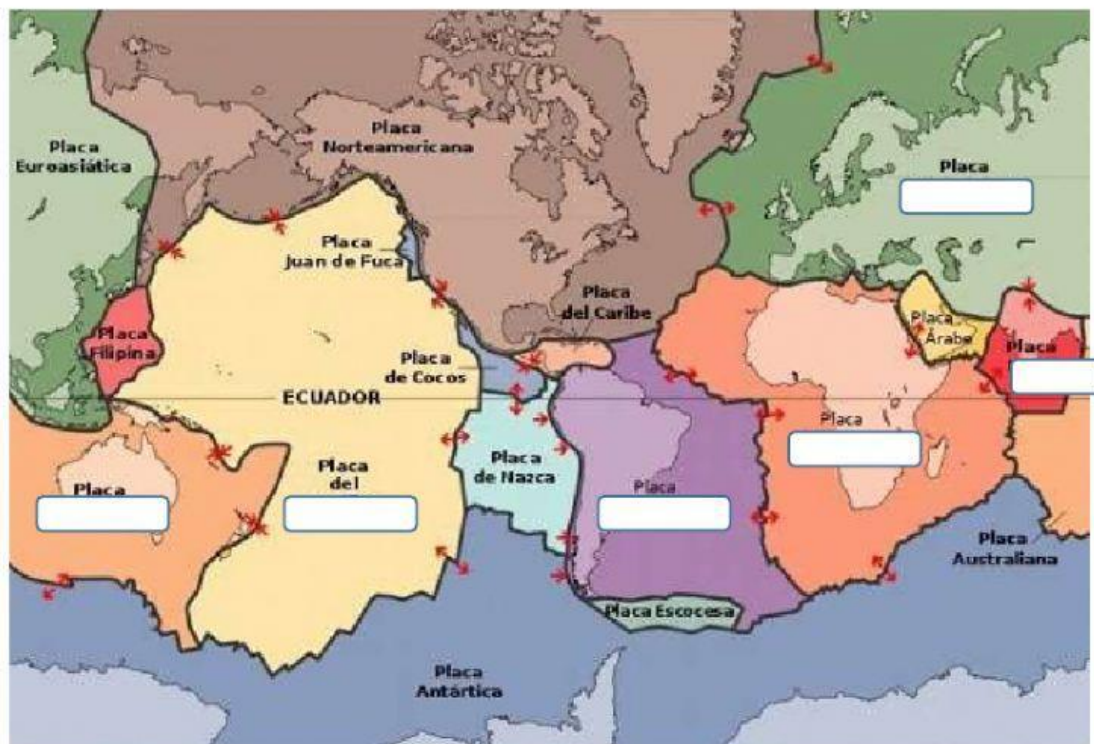 Placa
Norteamericana
Placa
Euroasiática
Placa
Placa
Juan de Fuca
Placa
del Caribe
Placa
Filipina
Placa
de Cocos
Placa
Árabe
Placa
ECUADOR
Placa
Placa
Placa
del
Placa
de Nazca
Placa
Placa
Australiana
Placa Escocesa
Placa
Antártica